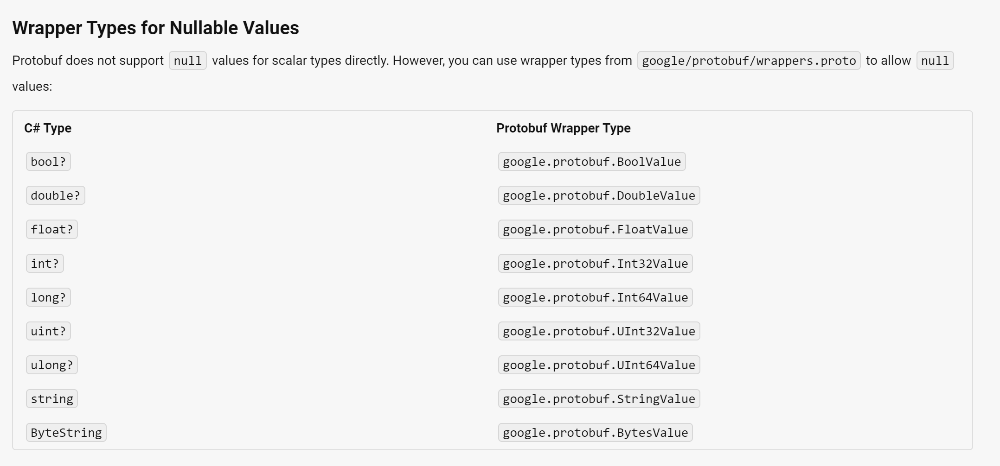 Wrapper Types for Nullable Values
Protobuf does not support null values for scalar types directly. However, you can use wrapper types from google/protobuf/wrappers.proto to allow null
values:
C# Type Protobuf Wrapper Type
bool? google.protobuf.BoolValue
double? google.protobuf.DoubleValue
float? google.protobuf.FloatValue
int? google.protobuf.Int32Value
long? google.protobuf.Int64Value
uint? google.protobuf.UInt32Value
ulong? google.protobuf.UInt64Value
string google.protobuf.StringValue
ByteString google.protobuf.BytesValue